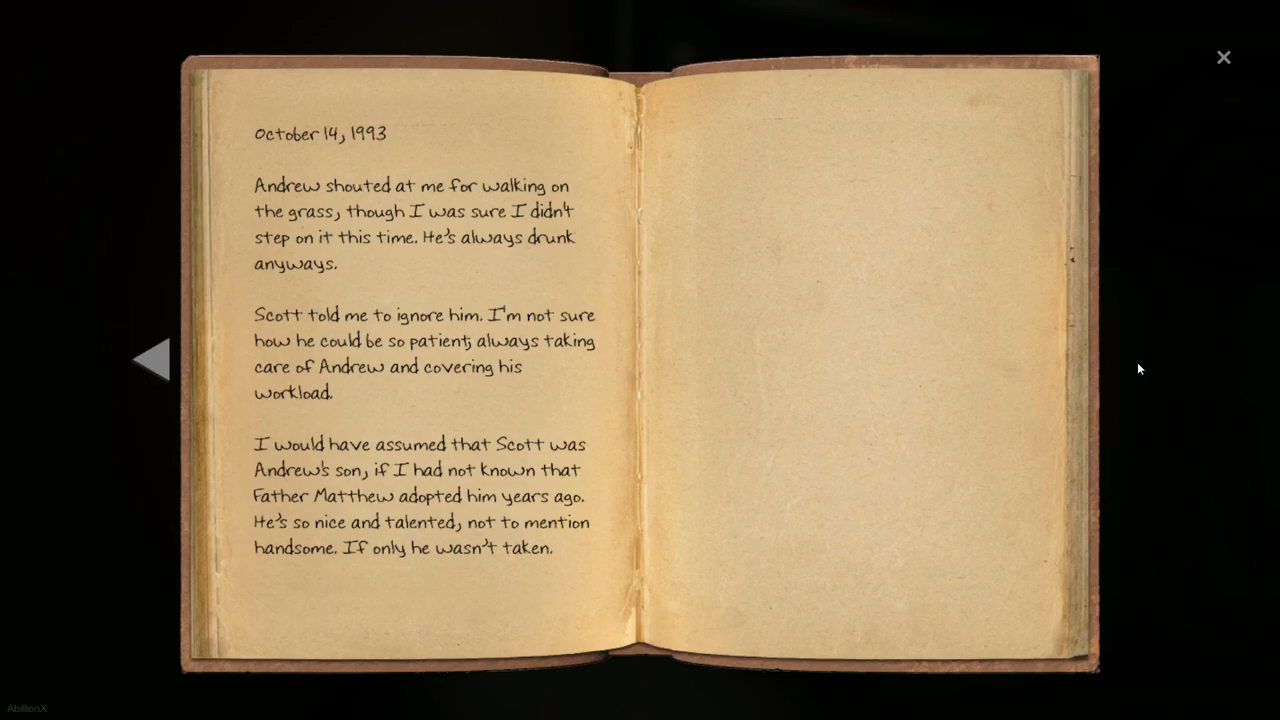 October 14, 1993
Andrew shouted at me for walking on
the grass, though I was sure I didn't
step on it this time. He's always drunk
anyways.
Scott told me to ignore him. I'm not sure
how he could be so patient; always taking
care of Andrew and covering his
workload.
I would have assumed that Scott was
Andrew's son, if I had not known that
Father Matthew adopted him years ago.
He's so nice and talented, not to mention
handsome. If only he wasn't taken.
AbillionX